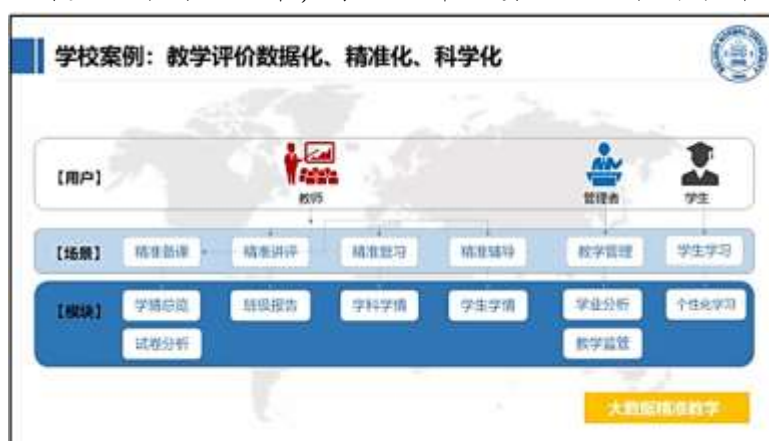 学校案例：教学评价数据化、精准化、科学化
【用户】
教师
管理者
学生
【场景】
精准备课
精准讲评
精准复习
精准辅导
教学管理
学生学习
【模块】
学情总览
班级报告
学科学情
学生学情
学业分析
个性化学习
试卷分析
教学监管
大数据精准教学